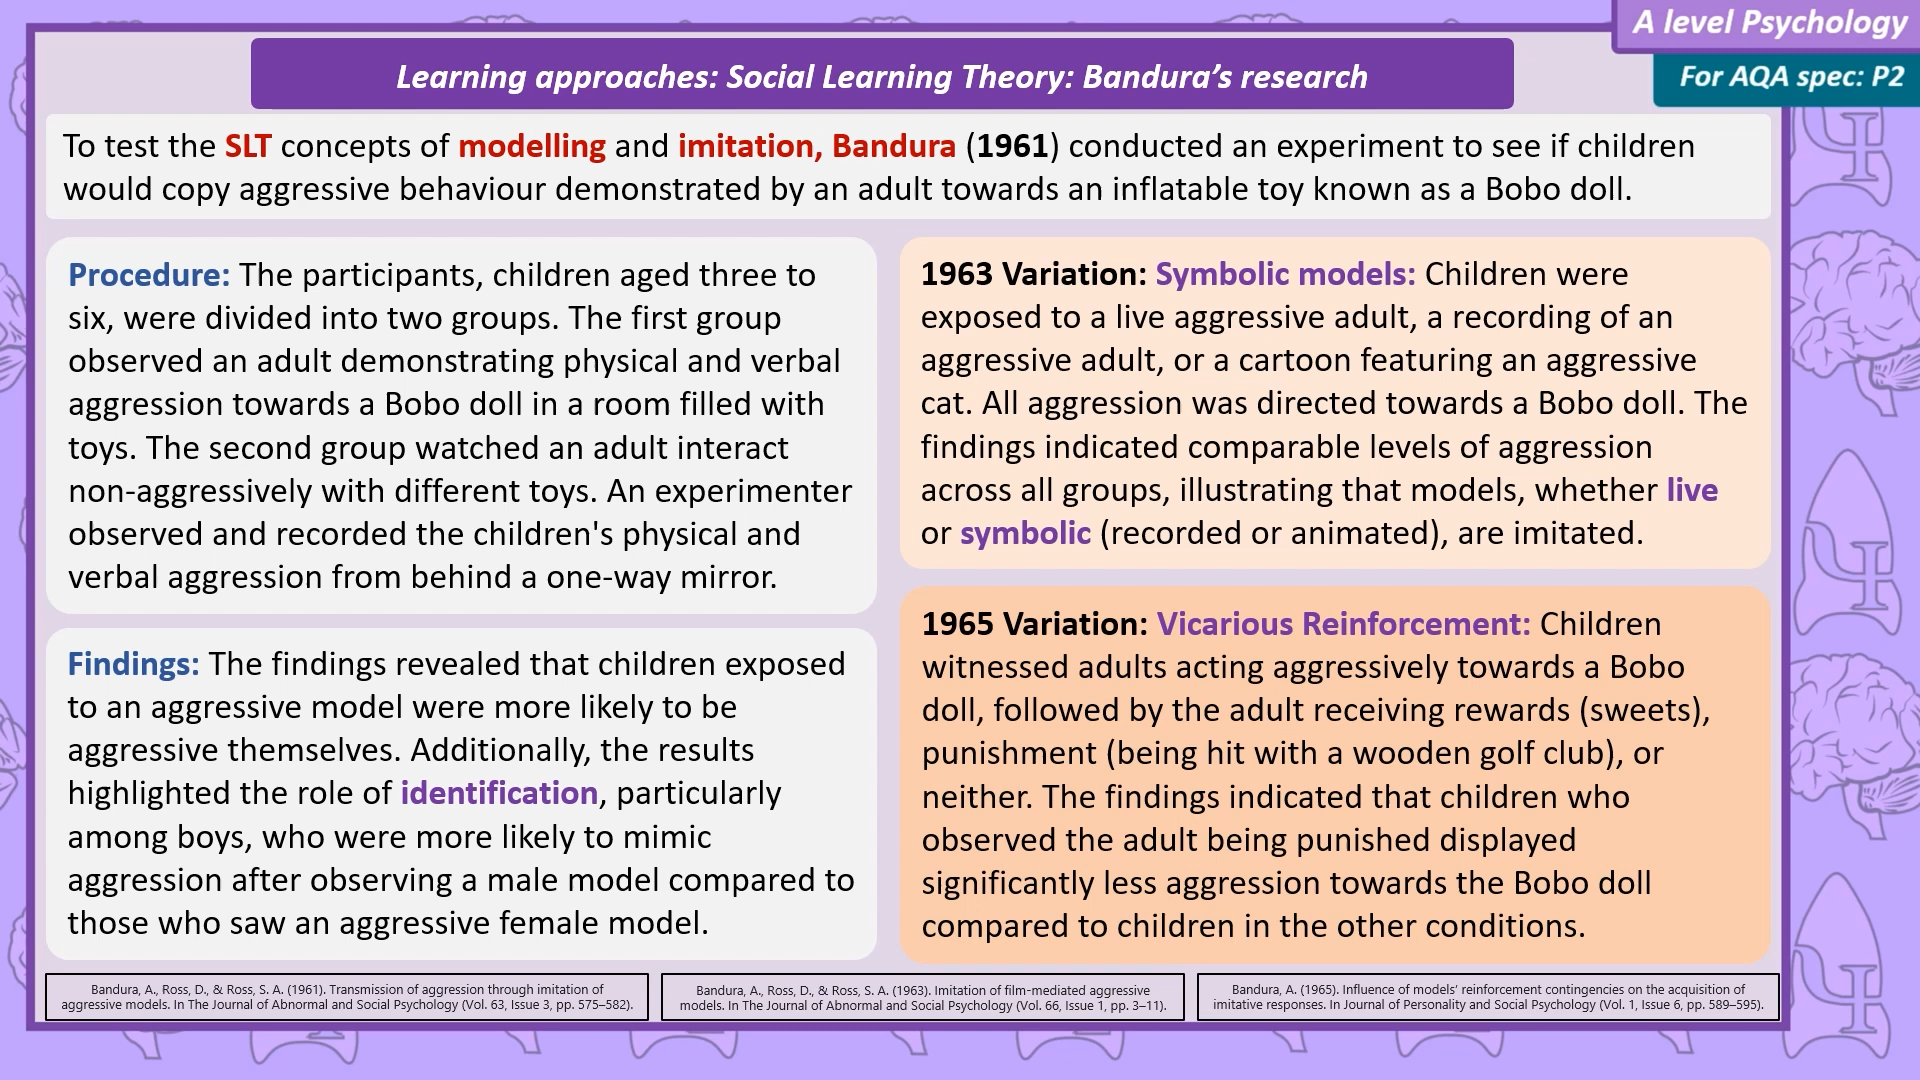 A level Psychology
For AQA spec: P2
Learning approaches: Social Learning Theory: Bandura’s research
To test the SLT concepts of modelling and imitation, Bandura (1961) conducted an experiment to see if children
would copy aggressive behaviour demonstrated by an adult towards an inflatable toy known as a Bobo doll.
Procedure: The participants, children aged three to
six, were divided into two groups. The first group
observed an adult demonstrating physical and verbal
aggression towards a Bobo doll in a room filled with
toys. The second group watched an adult interact
non-aggressively with different toys. An experimenter
observed and recorded the children's physical and
verbal aggression from behind a one-way mirror.
Findings: The findings revealed that children exposed
to an aggressive model were more likely to be
aggressive themselves. Additionally, the results
highlighted the role of identification, particularly
among boys, who were more likely to mimic
aggression after observing a male model compared to
those who saw an aggressive female model.
1963 Variation: Symbolic models: Children were
exposed to a live aggressive adult, a recording of an
aggressive adult, or a cartoon featuring an aggressive
cat. All aggression was directed towards a Bobo doll. The
findings indicated comparable levels of aggression
across all groups, illustrating that models, whether live
or symbolic (recorded or animated), are imitated.
1965 Variation: Vicarious Reinforcement: Children
witnessed adults acting aggressively towards a Bobo
doll, followed by the adult receiving rewards (sweets),
punishment (being hit with a wooden golf club), or
neither. The findings indicated that children who
observed the adult being punished displayed
significantly less aggression towards the Bobo doll
compared to children in the other conditions.
Bandura, A., Ross, D., & Ross, S. A. (1961). Transmission of aggression through imitation of
aggressive models. In The Journal of Abnormal and Social Psychology (Vol. 63, Issue 3, pp. 575–582).
Bandura, A., Ross, D., & Ross, S. A. (1963). Imitation of film-mediated aggressive
models. In The Journal of Abnormal and Social Psychology (Vol. 66, Issue 1, pp. 3–11).
Bandura, A. (1965). Influence of models’ reinforcement contingencies on the acquisition of
imitative responses. In Journal of Personality and Social Psychology (Vol. 1, Issue 6, pp. 589–595).